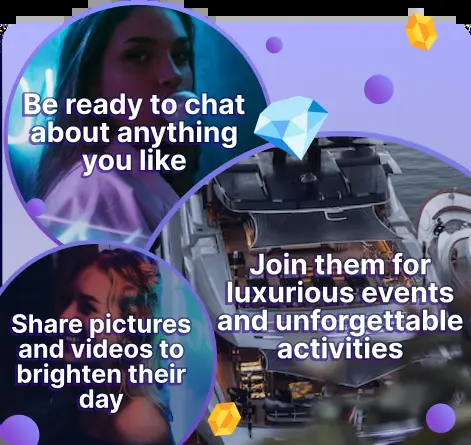 Be ready to chat
about anything
you like
Join them for
luxurious events
and unforgettable
activities
Share pictures
and videos to
brighten their
day